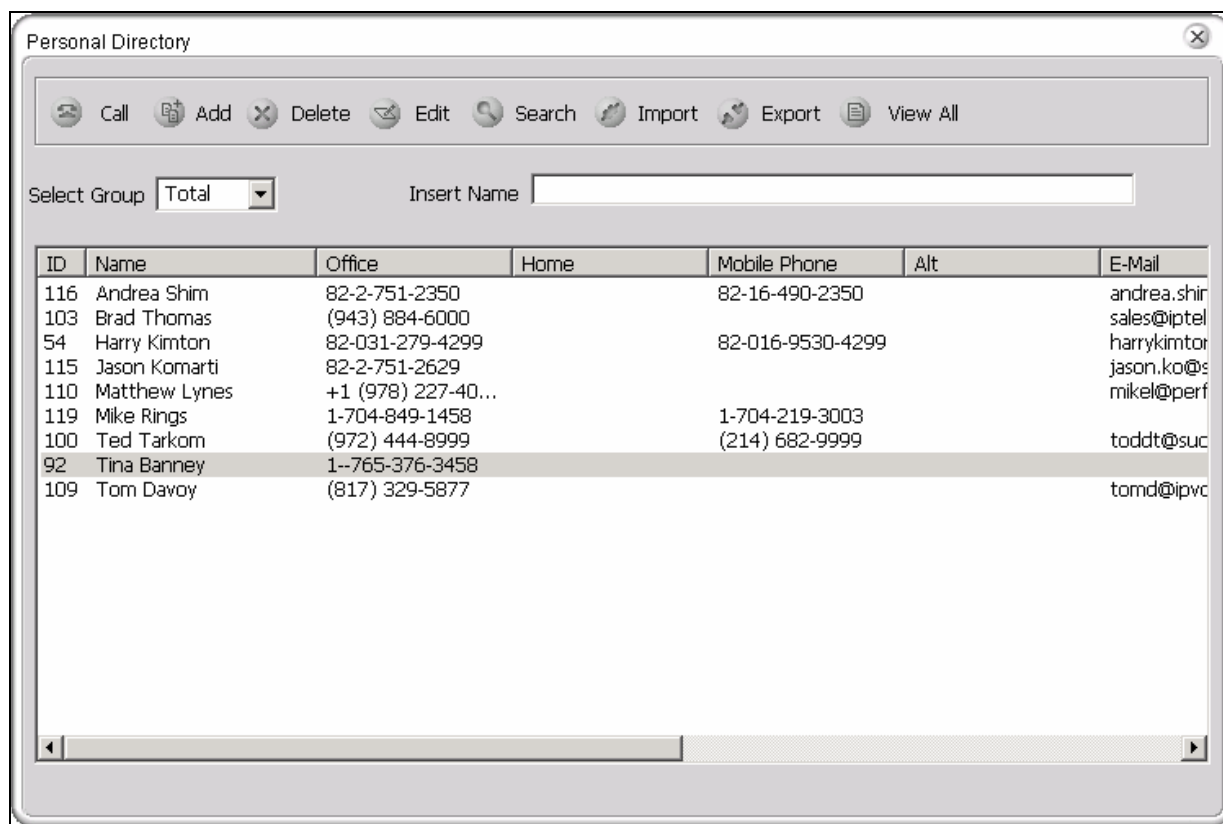 Personal Directory
Call Add Delete Edit Search Import Export View All
Select Group Total Insert Name
ID Name Office Home Mobile Phone Alt E-Mail
116 Andrea Shim 82-2-751-2350 82-16-490-2350 andrea.shir
103 Brad Thomas (943) 884-6000 sales@iptel
54 Harry Kimton 82-031-279-4299 82-016-9530-4299 harrykimtor
115 Jason Komarti 82-2-751-2629 jason.ko@s
110 Matthew Lynes +1 (978) 227-40... mikel@perf
119 Mike Rings 1-704-849-1458 1-704-219-3003
100 Ted Tarkom (972) 444-8999 (214) 682-9999 toddt@suc
92 Tina Banney 1--765-376-3458
109 Tom Davoy (817) 329-5877 tomd@ipvc